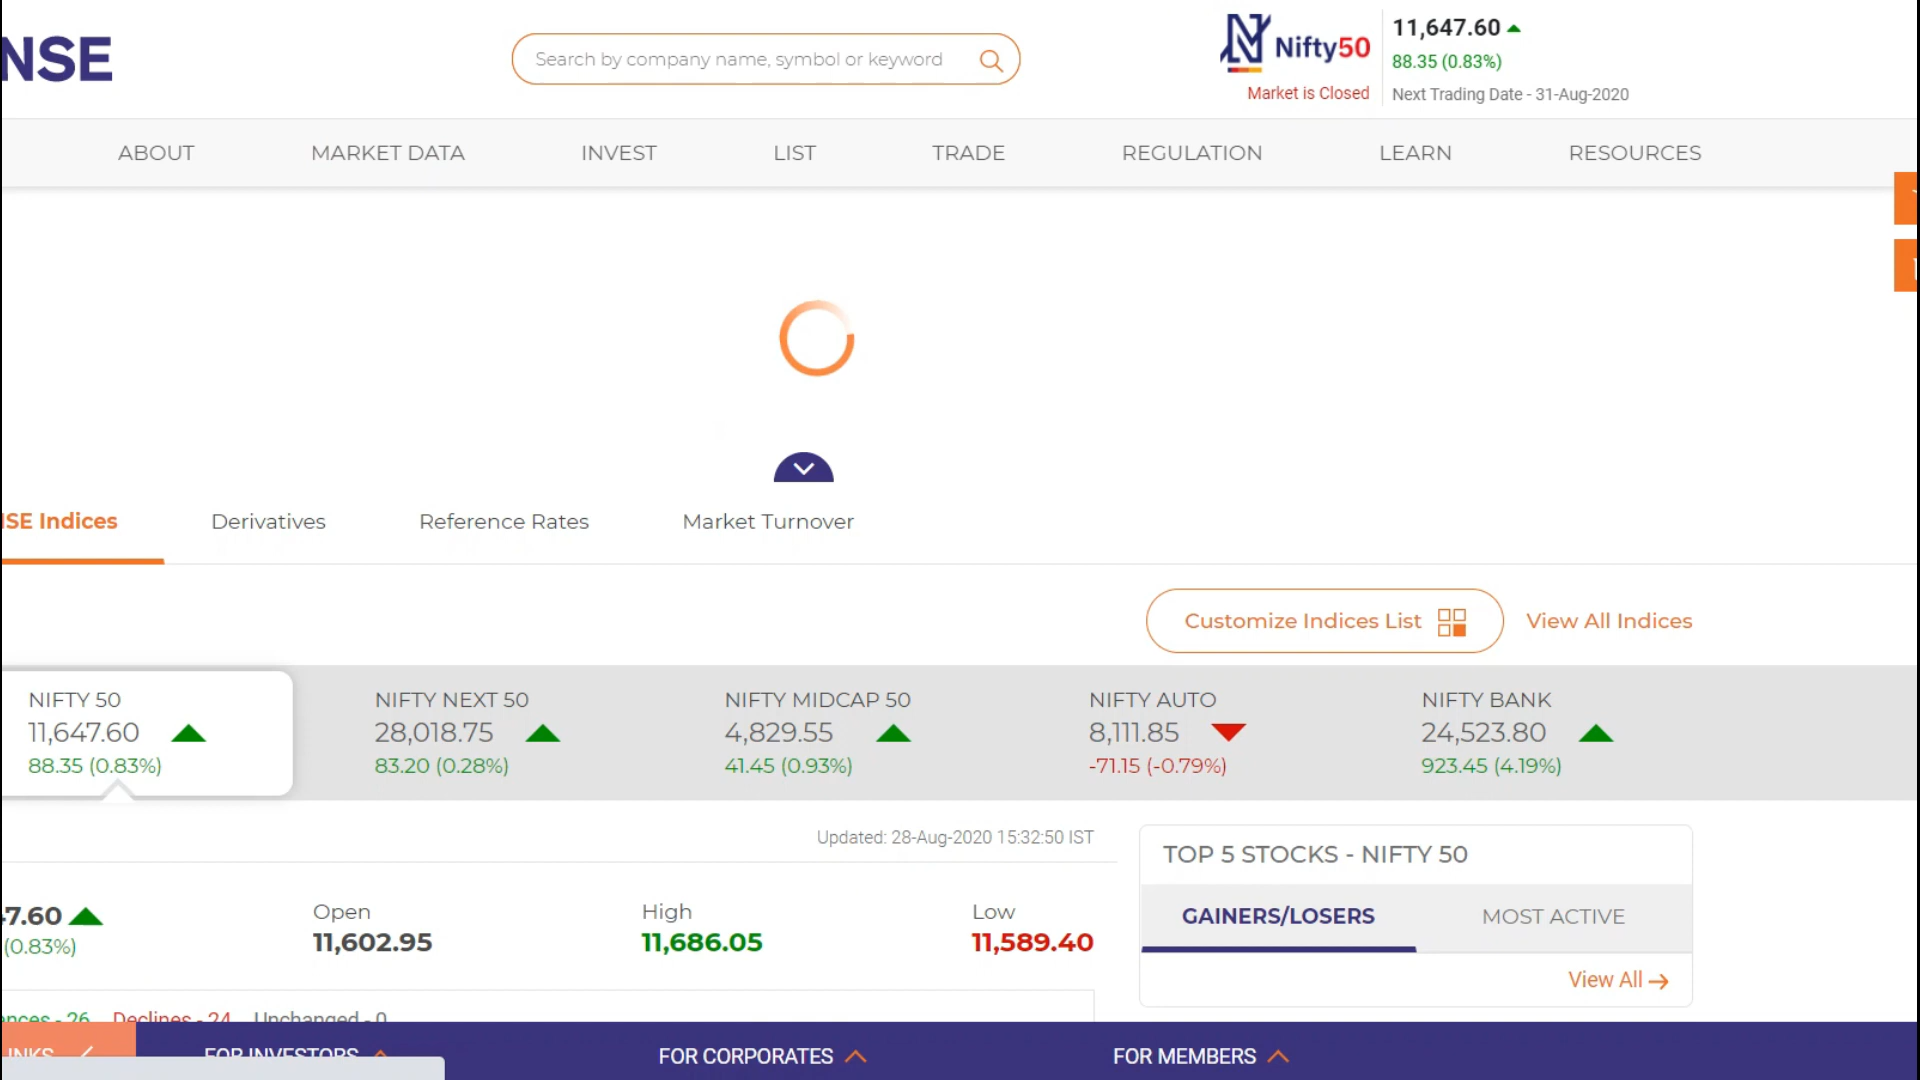 NSE
Search by company name, symbol or keyword
Nifty50
11,647.60
88.35 (0.83%)
Market is Closed
Next Trading Date - 31-Aug-2020
ABOUT MARKET DATA INVEST LIST TRADE REGULATION LEARN RESOURCES
SE Indices Derivatives Reference Rates Market Turnover
Customize Indices List View All Indices
NIFTY 50 NIFTY NEXT 50 NIFTY MIDCAP 50 NIFTY AUTO NIFTY BANK
11,647.60 28,018.75 4,829.55 8,111.85 24,523.80
88.35 (0.83%) 83.20 (0.28%) 41.45 (0.93%) -71.15 (-0.79%) 923.45 (4.19%)
Updated: 28-Aug-2020 15:32:50 IST
TOP 5 STOCKS - NIFTY 50
47.60 Open High Low
(0.83%) 11,602.95 11,686.05 11,589.40
GAINERS/LOSERS MOST ACTIVE
View All
ances - 26 Declines - 24 Unchanged - 0
INKS FOR INVESTORS FOR CORPORATES FOR MEMBERS